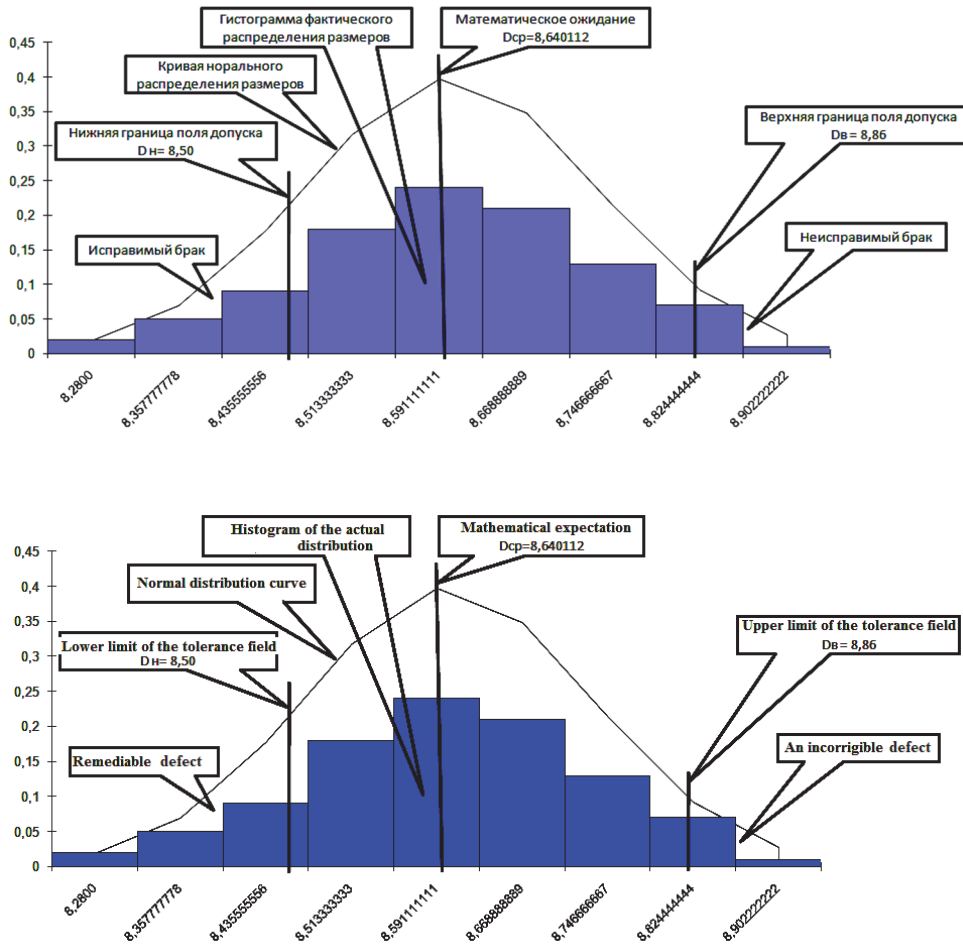 Гистограмма фактического
распределения размеров
Математическое ожидание
Dср=8,640112
Кривая норального
распределения размеров
Нижняя граница поля допуска
Dн= 8,50
Верхняя граница поля допуска
Dв = 8,86
Исправимый брак
Неисправимый брак
0,45
0,4
0,35
0,3
0,25
0,2
0,15
0,1
0,05
0
8,2800
8,357777778
8,435555556
8,513333333
8,591111111
8,668888889
8,746666667
8,824444444
8,902222222
Histogram of the actual
distribution
Mathematical expectation
Dср=8,640112
Normal distribution curve
Lower limit of the tolerance field
Dн= 8,50
Upper limit of the tolerance field
Dв = 8,86
Remediable defect
An incorrigible defect
0,45
0,4
0,35
0,3
0,25
0,2
0,15
0,1
0,05
0
8,2800
8,357777778
8,435555556
8,513333333
8,591111111
8,668888889
8,746666667
8,824444444
8,902222222